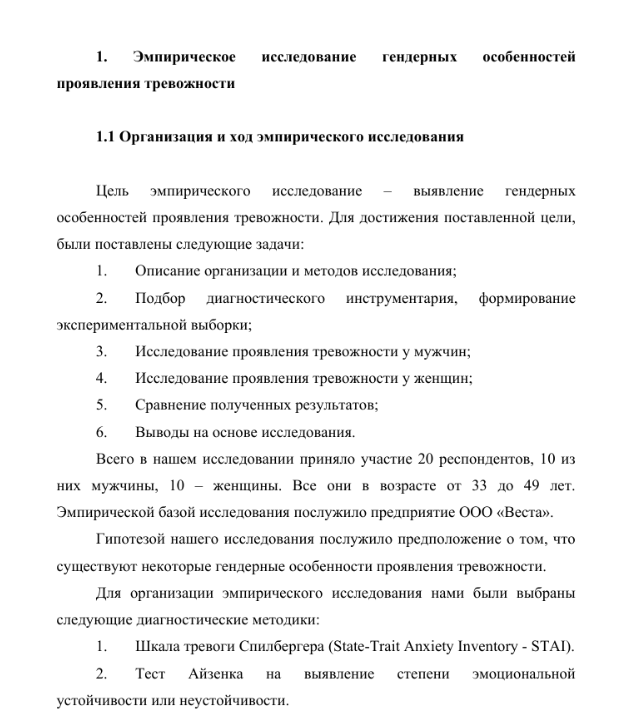 1. Эмпирическое исследование гендерных особенностей
проявления тревожности
1.1 Организация и ход эмпирического исследования
Цель эмпирического исследование – выявление гендерных
особенностей проявления тревожности. Для достижения поставленной цели,
были поставлены следующие задачи:
1. Описание организации и методов исследования;
2. Подбор диагностического инструментария, формирование
экспериментальной выборки;
3. Исследование проявления тревожности у мужчин;
4. Исследование проявления тревожности у женщин;
5. Сравнение полученных результатов;
6. Выводы на основе исследования.
Всего в нашем исследовании приняло участие 20 респондентов, 10 из
них мужчины, 10 – женщины. Все они в возрасте от 33 до 49 лет.
Эмпирической базой исследования послужило предприятие ООО «Веста».
Гипотезой нашего исследования послужило предположение о том, что
существуют некоторые гендерные особенности проявления тревожности.
Для организации эмпирического исследования нами были выбраны
следующие диагностические методики:
1. Шкала тревоги Спилбергера (State-Trait Anxiety Inventory - STAI).
2. Тест Айзенка на выявление степени эмоциональной
устойчивости или неустойчивости.